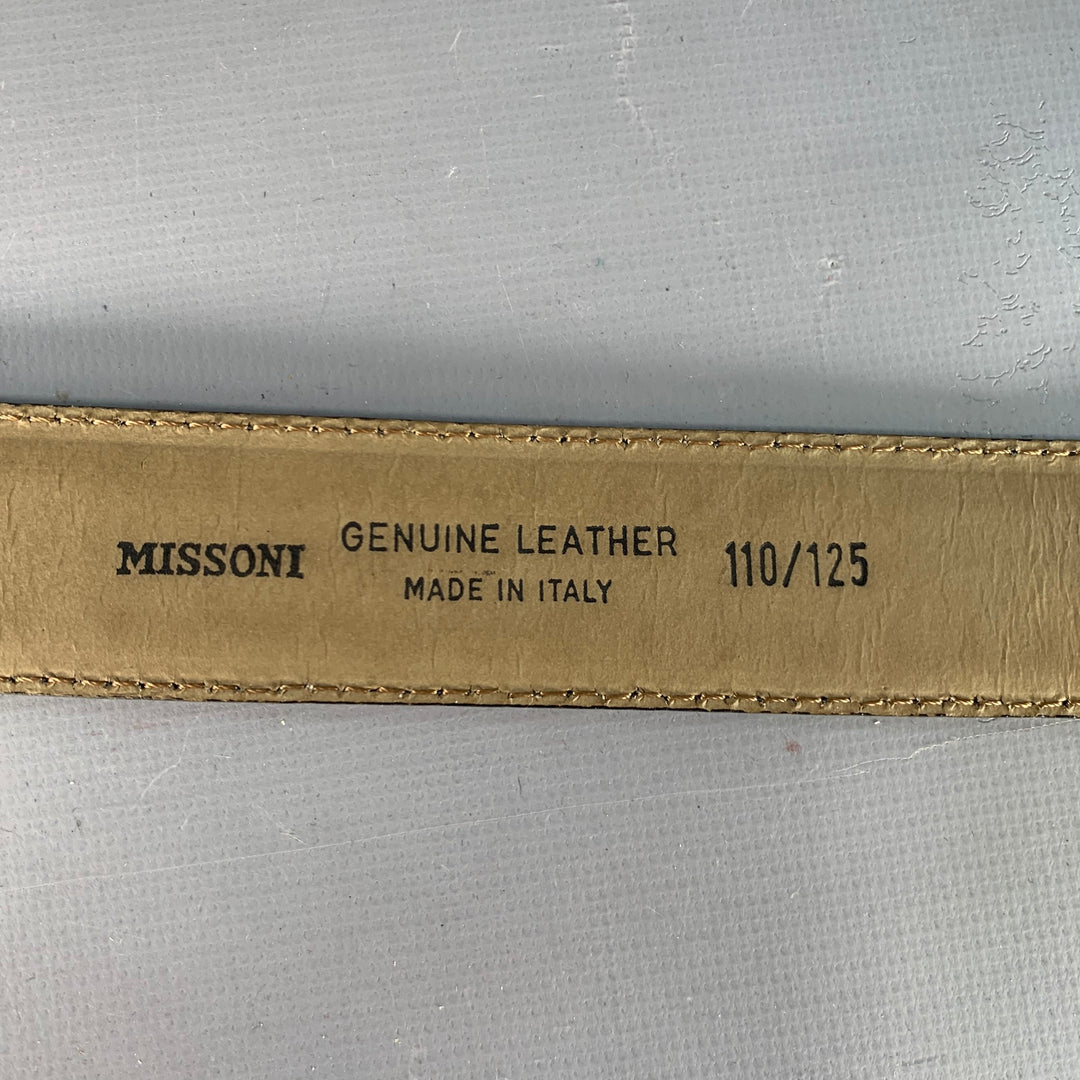 MISSONI
GENUINE LEATHER
MADE IN ITALY
110/125